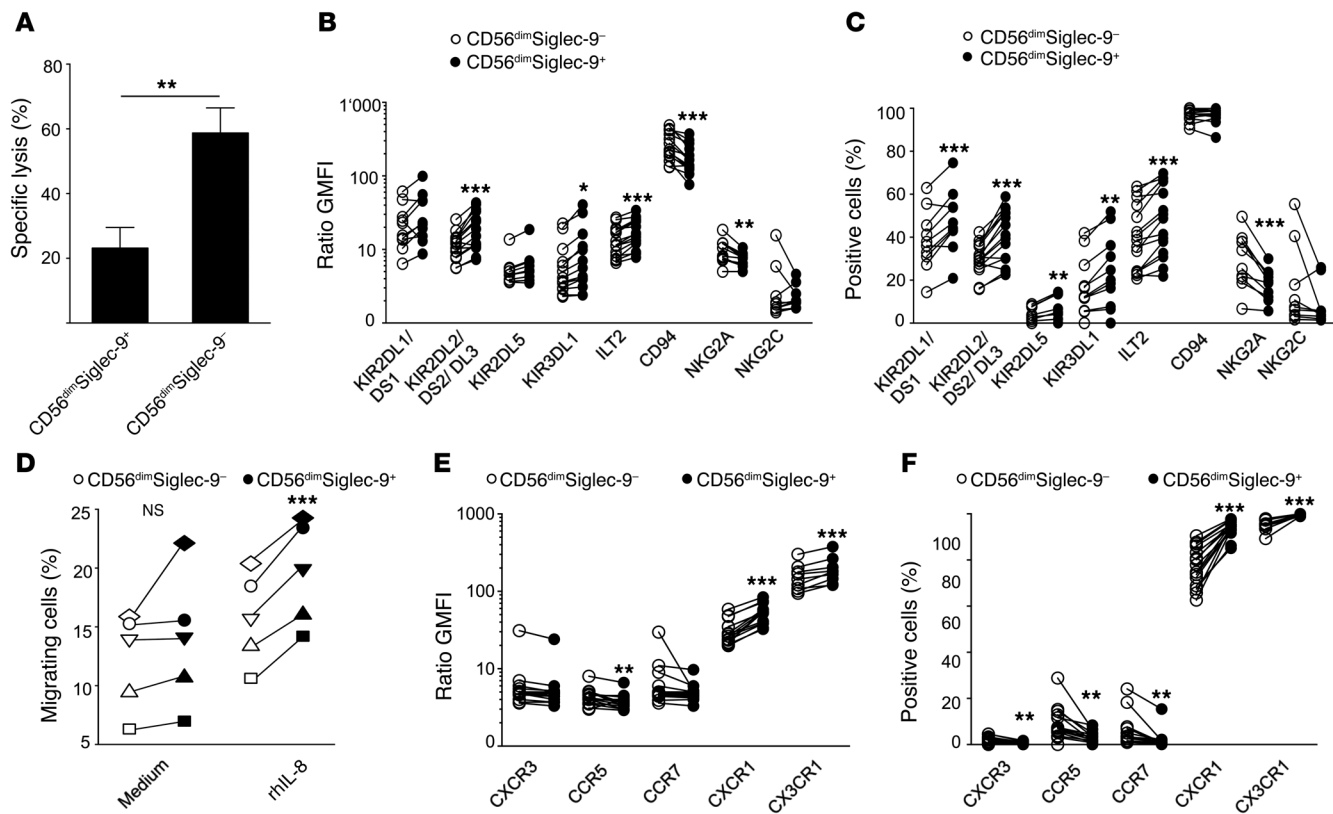 A
Specific lysis (%)
80
60
40
20
**
CD56dimSiglec-9+
CD56dimSiglec-9–
B
CD56dimSiglec-9–
CD56dimSiglec-9+
Ratio GMFI
1'000
100
10
0
***
*
***
***
**
KIR2DL1/
DS1
KIR2DL2/
DS2/ DL3
KIR2DL5
KIR3DL1
ILT2
CD94
NKG2A
NKG2C
C
CD56dimSiglec-9–
CD56dimSiglec-9+
Positive cells (%)
100
80
60
40
20
0
***
***
**
**
***
***
KIR2DL1/
DS1
KIR2DL2/
DS2/ DL3
KIR2DL5
KIR3DL1
ILT2
CD94
NKG2A
NKG2C
D
CD56dimSiglec-9–
CD56dimSiglec-9+
Migrating cells (%)
25
20
15
10
5
NS
***
Medium
rhIL-8
E
CD56dimSiglec-9–
CD56dimSiglec-9+
Ratio GMFI
1000
100
10
0
**
***
***
CXCR3
CCR5
CCR7
CXCR1
CX3CR1
F
CD56dimSiglec-9–
CD56dimSiglec-9+
Positive cells (%)
100
80
60
40
20
0
**
**
**
***
***
CXCR3
CCR5
CCR7
CXCR1
CX3CR1